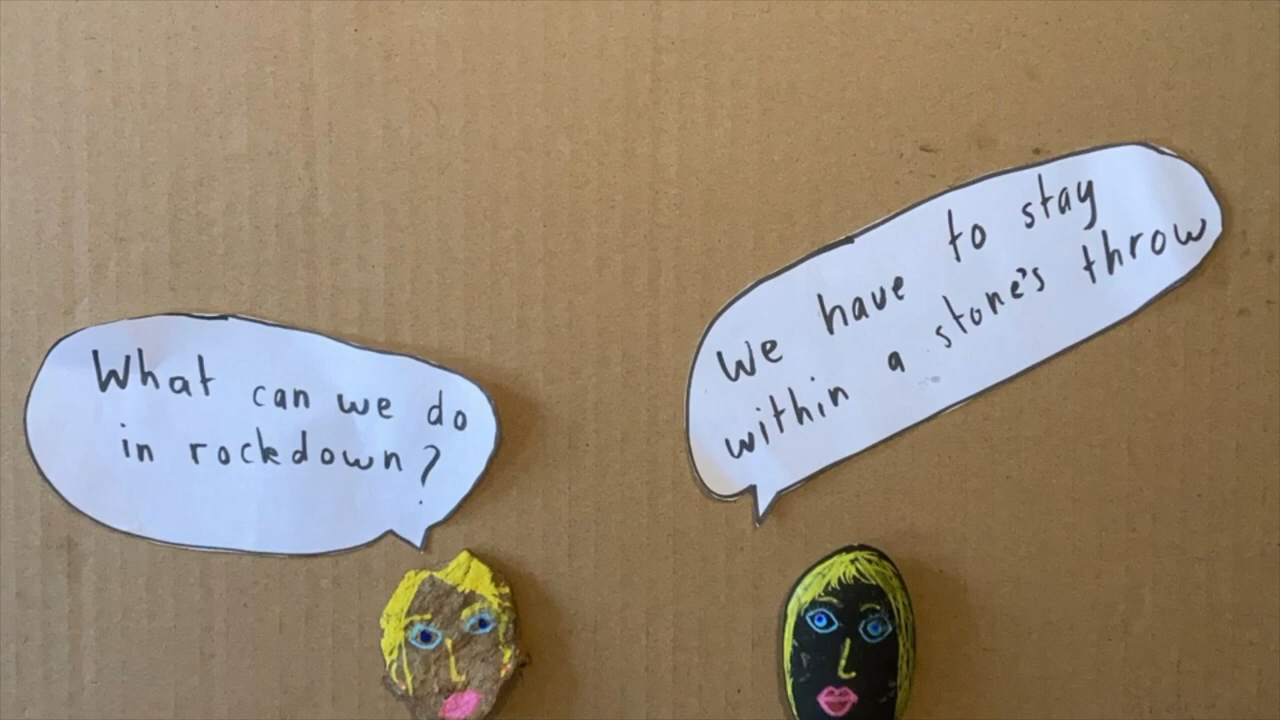 What can we do
in rockdown?
We have to stay
within a stone's throw